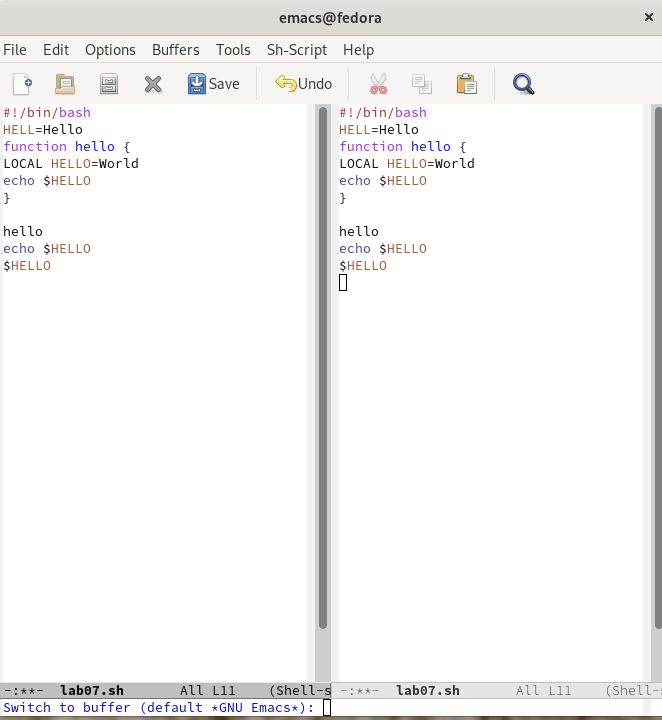 emacs@fedora ×
File Edit Options Buffers Tools Sh-Script Help
Save Undo
#!/bin/bash
HELL=Hello
function hello {
LOCAL HELLO=World
echo $HELLO
}
hello
echo $HELLO
$HELLO
#!/bin/bash
HELL=Hello
function hello {
LOCAL HELLO=World
echo $HELLO
}
hello
echo $HELLO
$HELLO
-:**- lab07.sh All L11 (Shell-s
-:**- lab07.sh All L11 (Shell-s
Switch to buffer (default *GNU Emacs*):